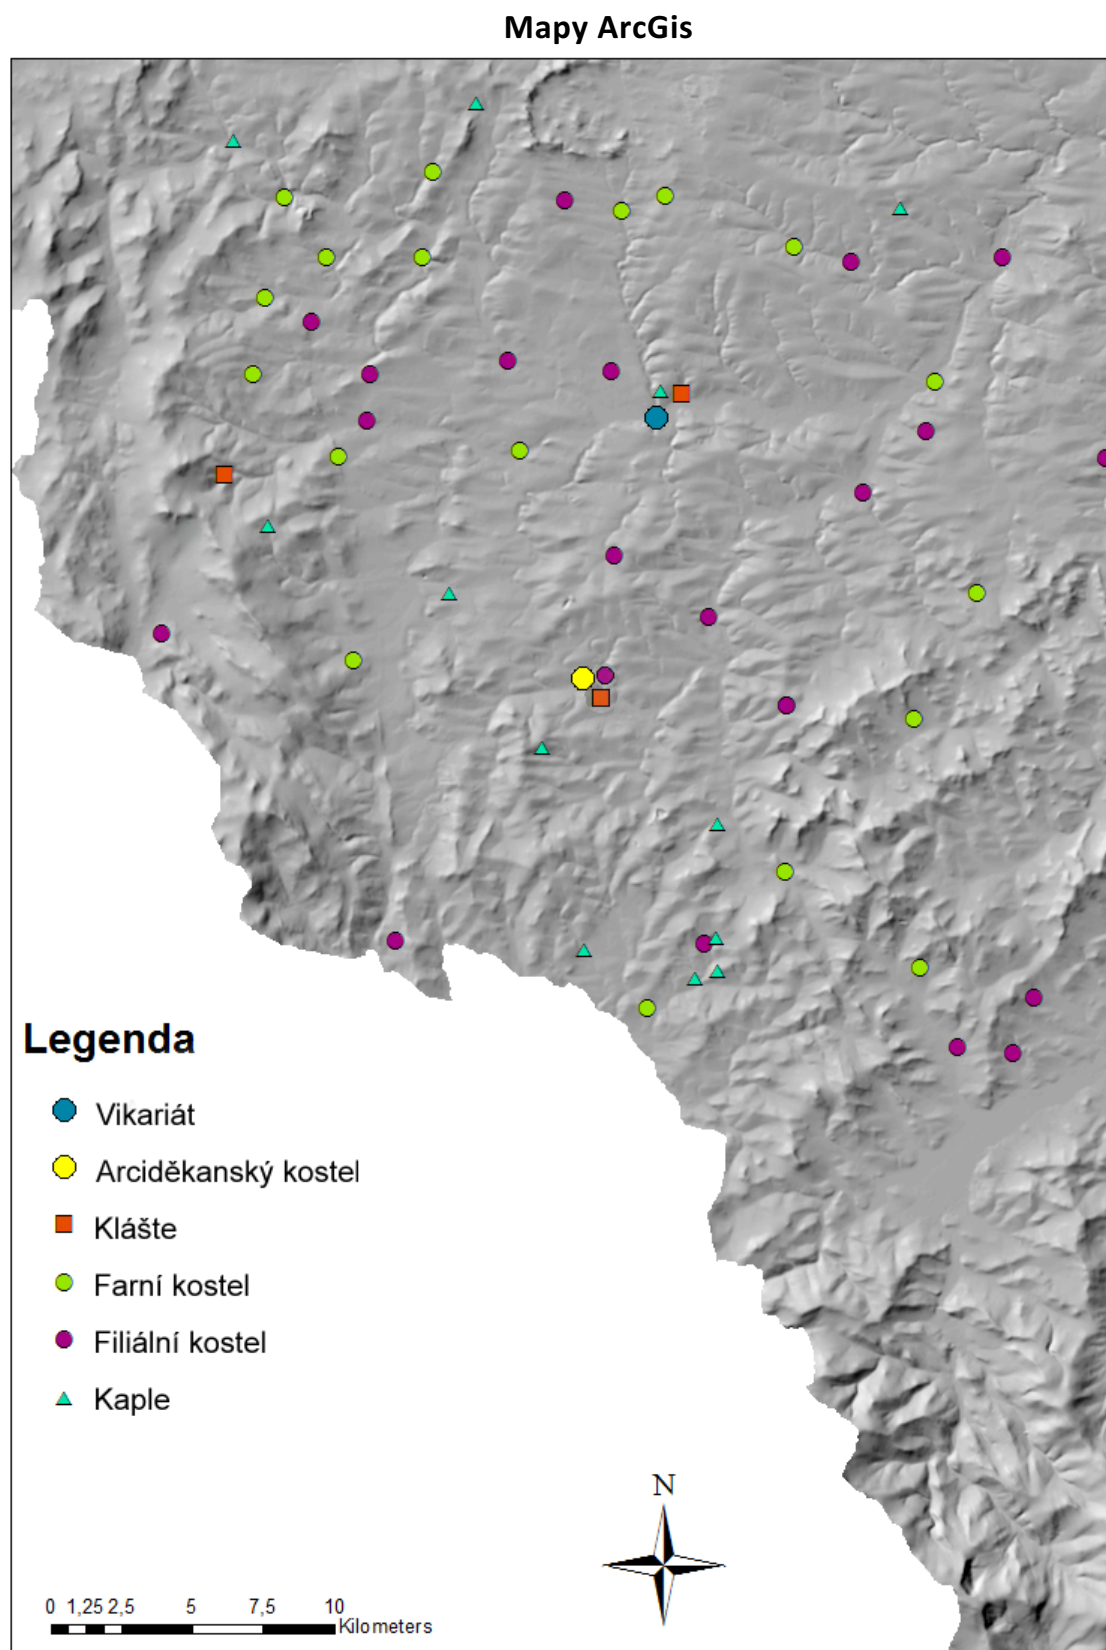 Mapy ArcGis
Legenda
Vikariát
Arciděkanský kostel
Klášte
Farní kostel
Filiální kostel
Kaple
N
0 1,25 2,5 5 7,5 10
Kilometers